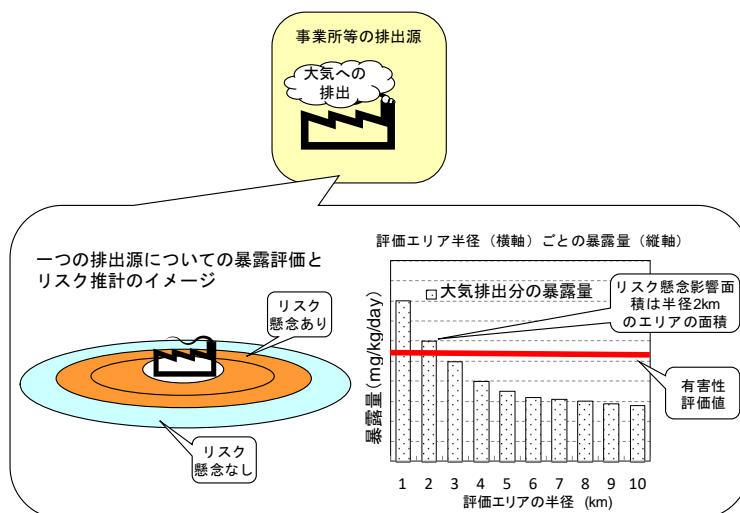 事業所等の排出源
大気への
排出
一つの排出源についての暴露評価と
リスク推計のイメージ
リスク
懸念あり
リスク
懸念なし
評価エリア半径（横軸）ごとの暴露量（縦軸）
暴露量(mg/kg/day)
大気排出分の暴露量
リスク懸念影響面
積は半径2km
のエリアの面積
有害性
評価値
1 2 3 4 5 6 7 8 9 10
評価エリアの半径 (km)